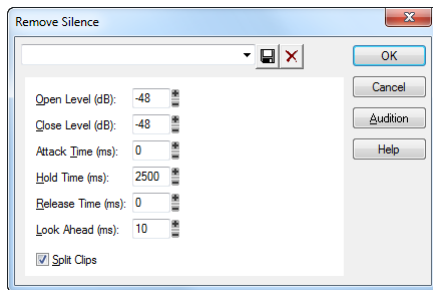 Remove Silence
OK
Cancel
Audition
Help
Open Level (dB): -48
Close Level (dB): -48
Attack Time (ms): 0
Hold Time (ms): 2500
Release Time (ms): 0
Look Ahead (ms): 10
Split Clips